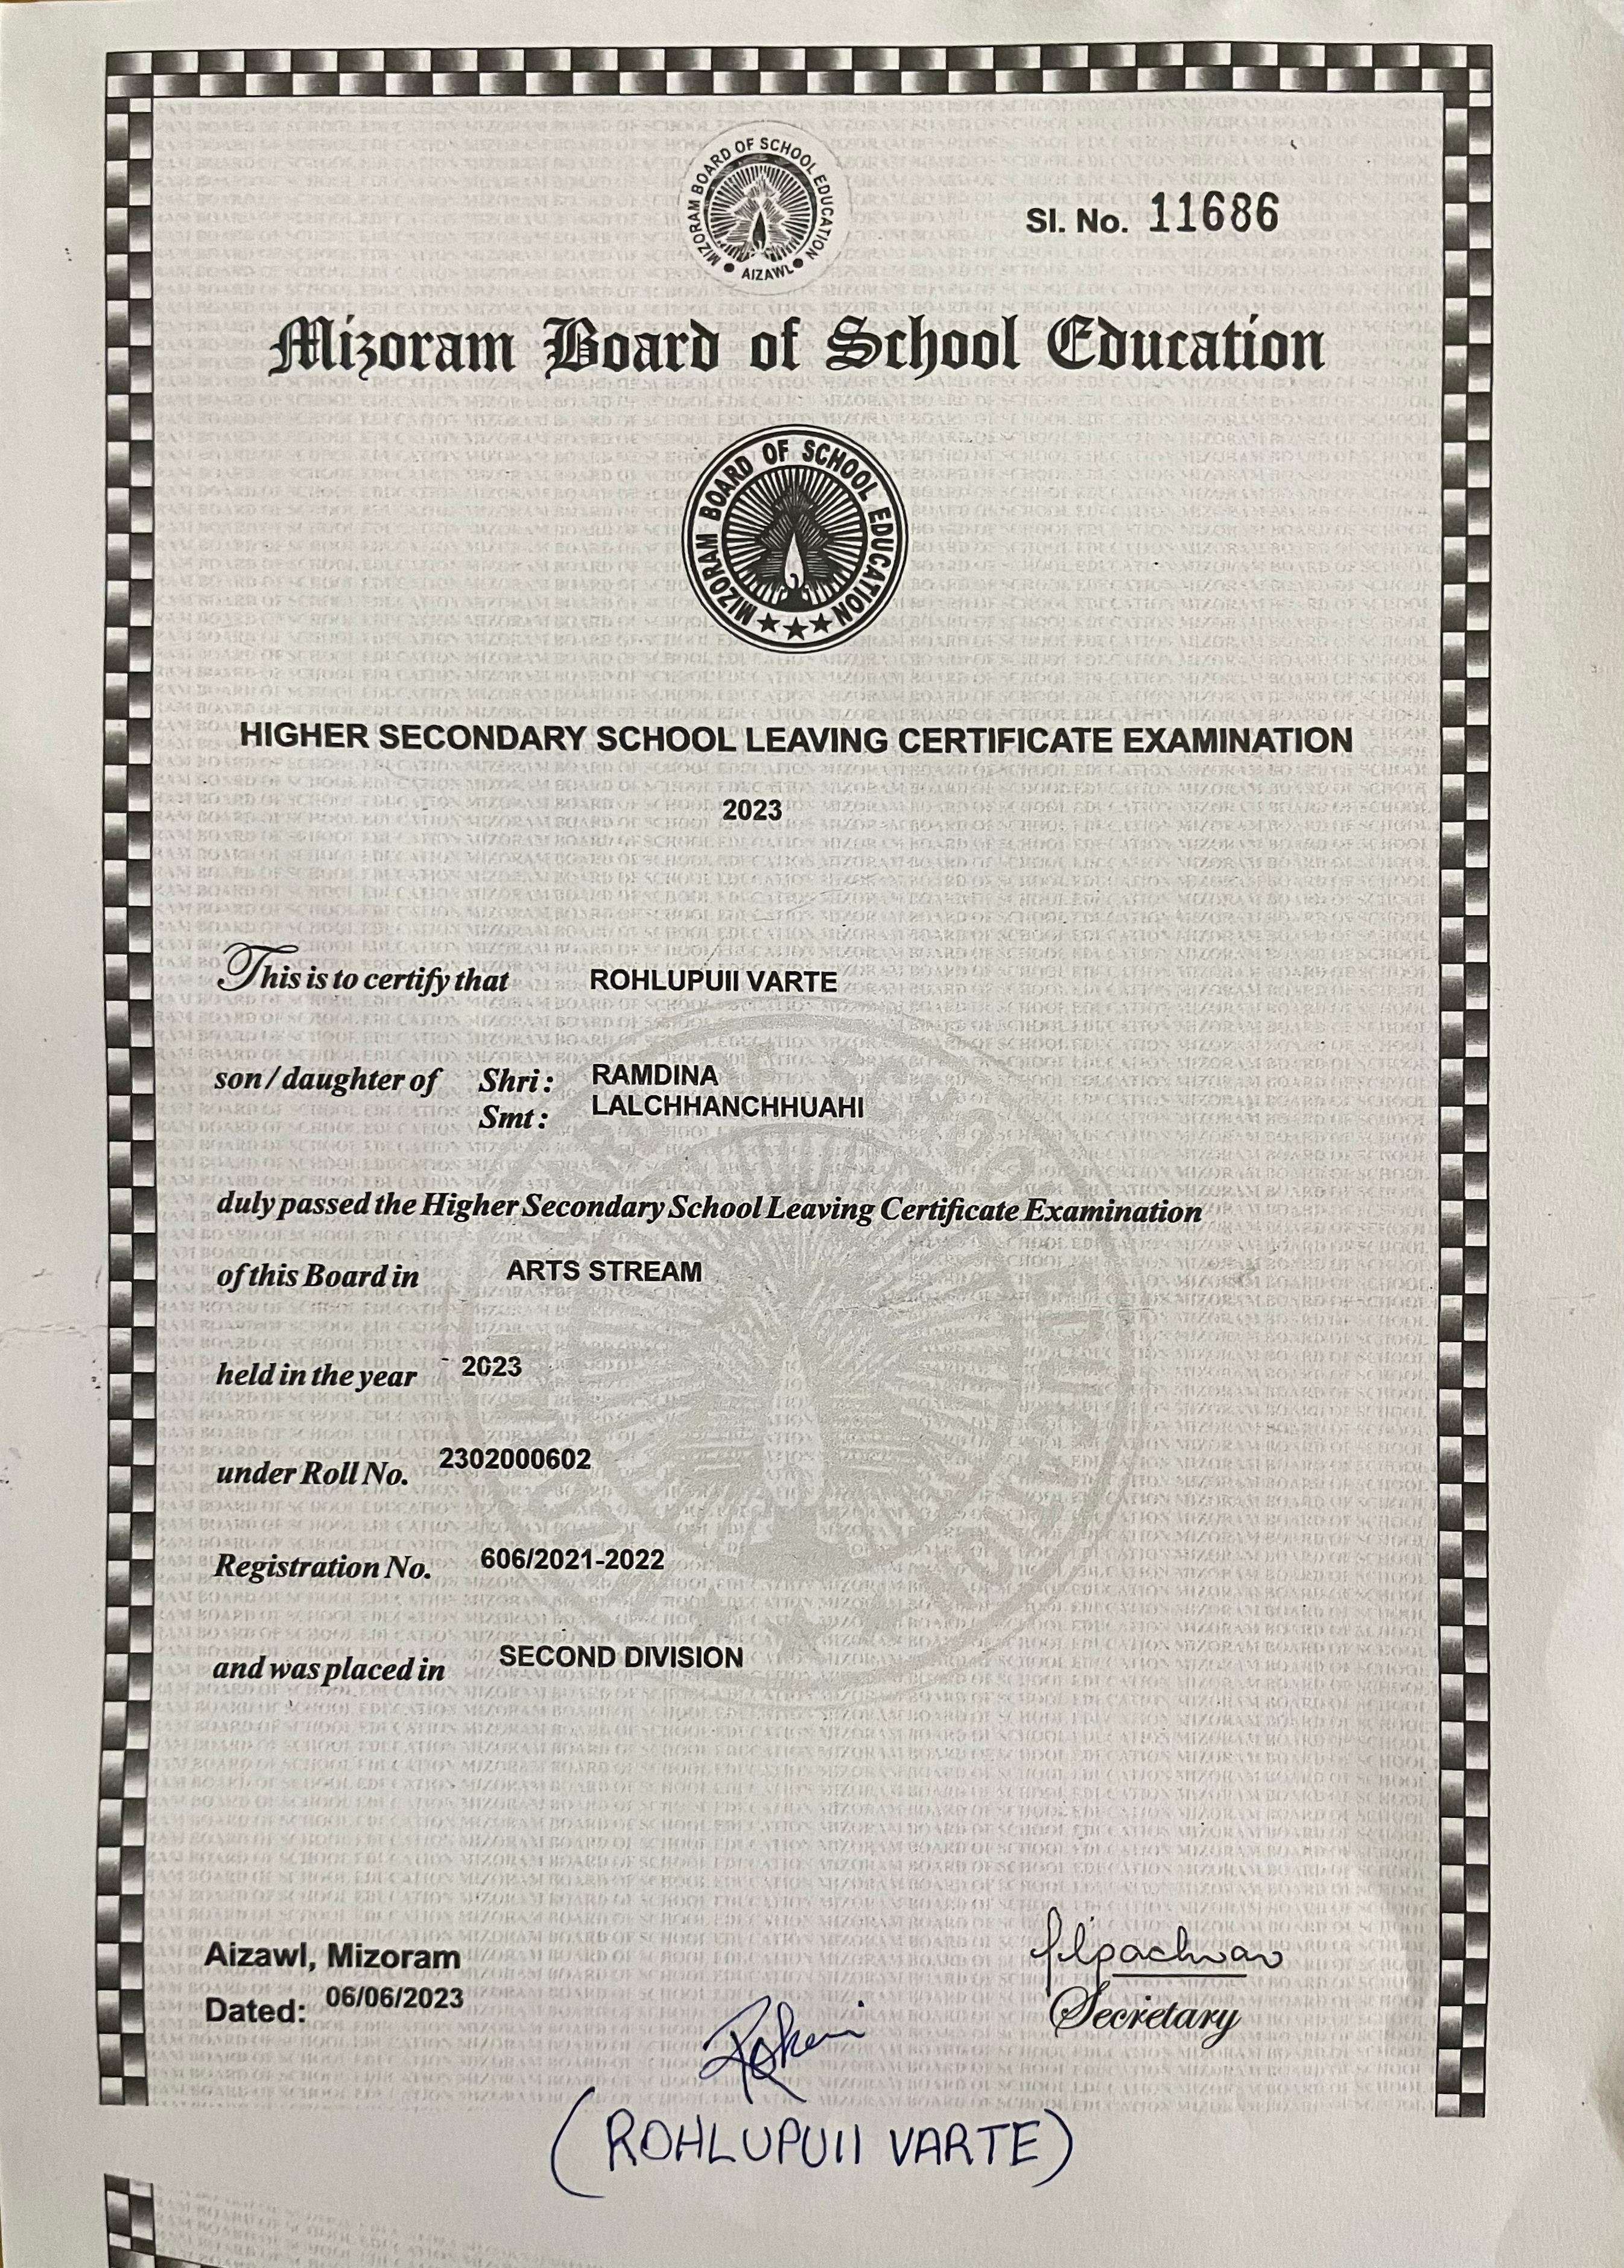 MIZORAM BOARD OF SCHOOL EDUCATION
AIZAWL
Sl. No. 11686
Mizoram Board of School Education
MIZORAM BOARD OF SCHOOL EDUCATION
HIGHER SECONDARY SCHOOL LEAVING CERTIFICATE EXAMINATION
2023
This is to certify that ROHLUPUII VARTE
son / daughter of Shri : RAMDINA
Smt : LALCHHANCHHUAHI
duly passed the Higher Secondary School Leaving Certificate Examination
of this Board in ARTS STREAM
held in the year 2023
under Roll No. 2302000602
Registration No. 606/2021-2022
and was placed in SECOND DIVISION
Aizawl, Mizoram
Dated: 06/06/2023
Secretary
(ROHLUPUII VARTE)